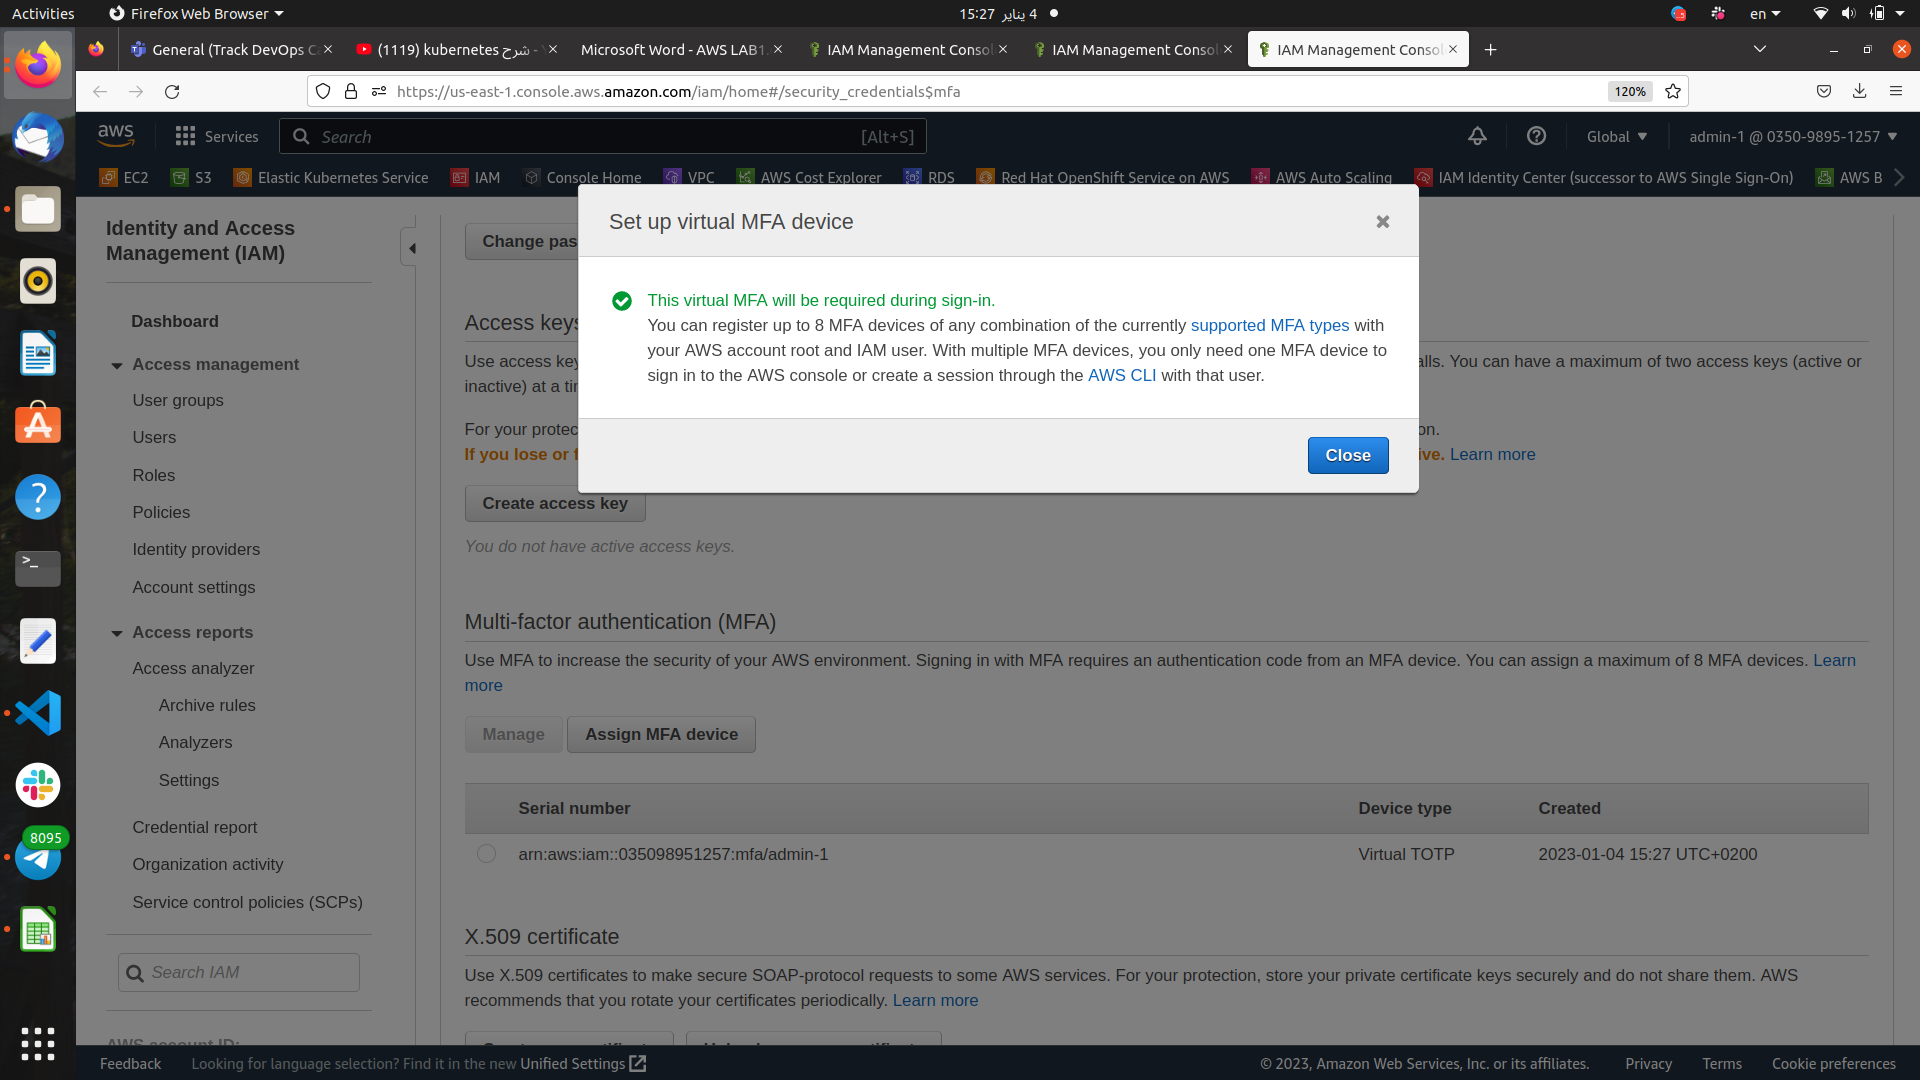 Activities
Firefox Web Browser
15:27 يناير 4
en
General (Track DevOps C
(1119) kubernetes شرح - Y
Microsoft Word - AWS LAB1.
IAM Management Consol
IAM Management Consol
IAM Management Consol
https://us-east-1.console.aws.amazon.com/iam/home#/security_credentials$mfa
120%
aws
Services
Search
[Alt+S]
Global
admin-1 @ 0350-9895-1257
EC2
S3
Elastic Kubernetes Service
IAM
Console Home
VPC
AWS Cost Explorer
RDS
Red Hat OpenShift Service on AWS
AWS Auto Scaling
IAM Identity Center (successor to AWS Single Sign-On)
AWS B
Identity and Access
Management (IAM)
Dashboard
Access management
User groups
Users
Roles
Policies
Identity providers
Account settings
Access reports
Access analyzer
Archive rules
Analyzers
Settings
Credential report
Organization activity
Service control policies (SCPs)
Search IAM
AWS account ID:
8095
Set up virtual MFA device
This virtual MFA will be required during sign-in.
You can register up to 8 MFA devices of any combination of the currently supported MFA types with
your AWS account root and IAM user. With multiple MFA devices, you only need one MFA device to
sign in to the AWS console or create a session through the AWS CLI with that user.
Close
Change pas
Access keys
Use access key
alls. You can have a maximum of two access keys (active or
inactive) at a ti
For your protec
on.
If you lose or f
ive. Learn more
Create access key
You do not have active access keys.
Multi-factor authentication (MFA)
Use MFA to increase the security of your AWS environment. Signing in with MFA requires an authentication code from an MFA device. You can assign a maximum of 8 MFA devices. Learn
more
Manage
Assign MFA device
Serial number
Device type
Created
arn:aws:iam::035098951257:mfa/admin-1
Virtual TOTP
2023-01-04 15:27 UTC+0200
X.509 certificate
Use X.509 certificates to make secure SOAP-protocol requests to some AWS services. For your protection, store your private certificate keys securely and do not share them. AWS
recommends that you rotate your certificates periodically. Learn more
Feedback
Looking for language selection? Find it in the new Unified Settings
© 2023, Amazon Web Services, Inc. or its affiliates.
Privacy
Terms
Cookie preferences